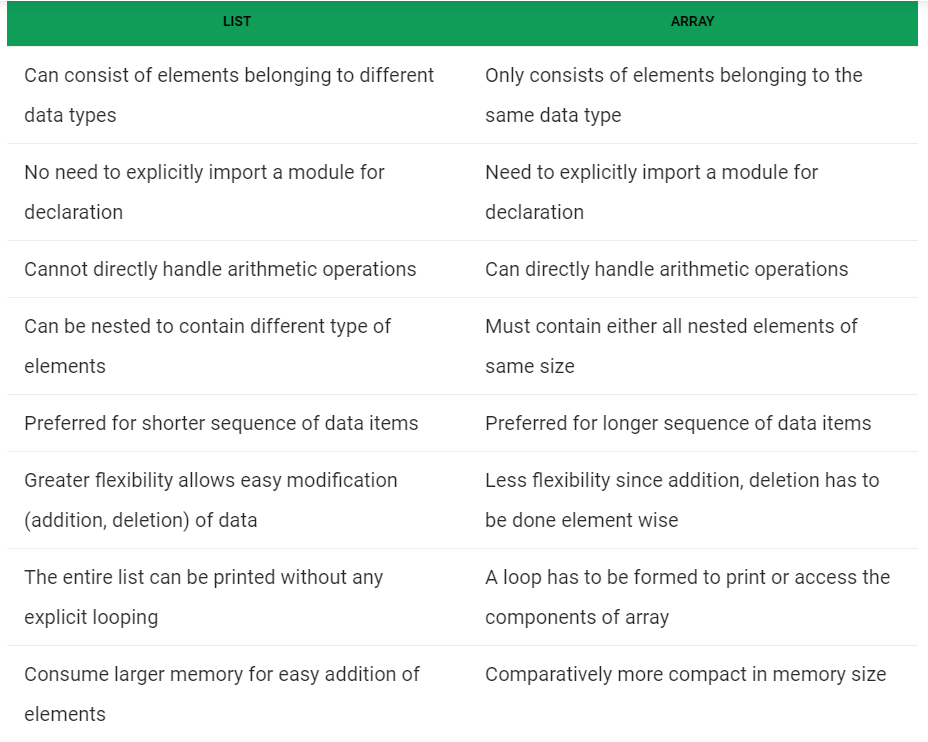 LIST ARRAY
Can consist of elements belonging to different
data types
Only consists of elements belonging to the
same data type
No need to explicitly import a module for
declaration
Need to explicitly import a module for
declaration
Cannot directly handle arithmetic operations
Can directly handle arithmetic operations
Can be nested to contain different type of
elements
Must contain either all nested elements of
same size
Preferred for shorter sequence of data items
Preferred for longer sequence of data items
Greater flexibility allows easy modification
(addition, deletion) of data
Less flexibility since addition, deletion has to
be done element wise
The entire list can be printed without any
explicit looping
A loop has to be formed to print or access the
components of array
Consume larger memory for easy addition of
elements
Comparatively more compact in memory size